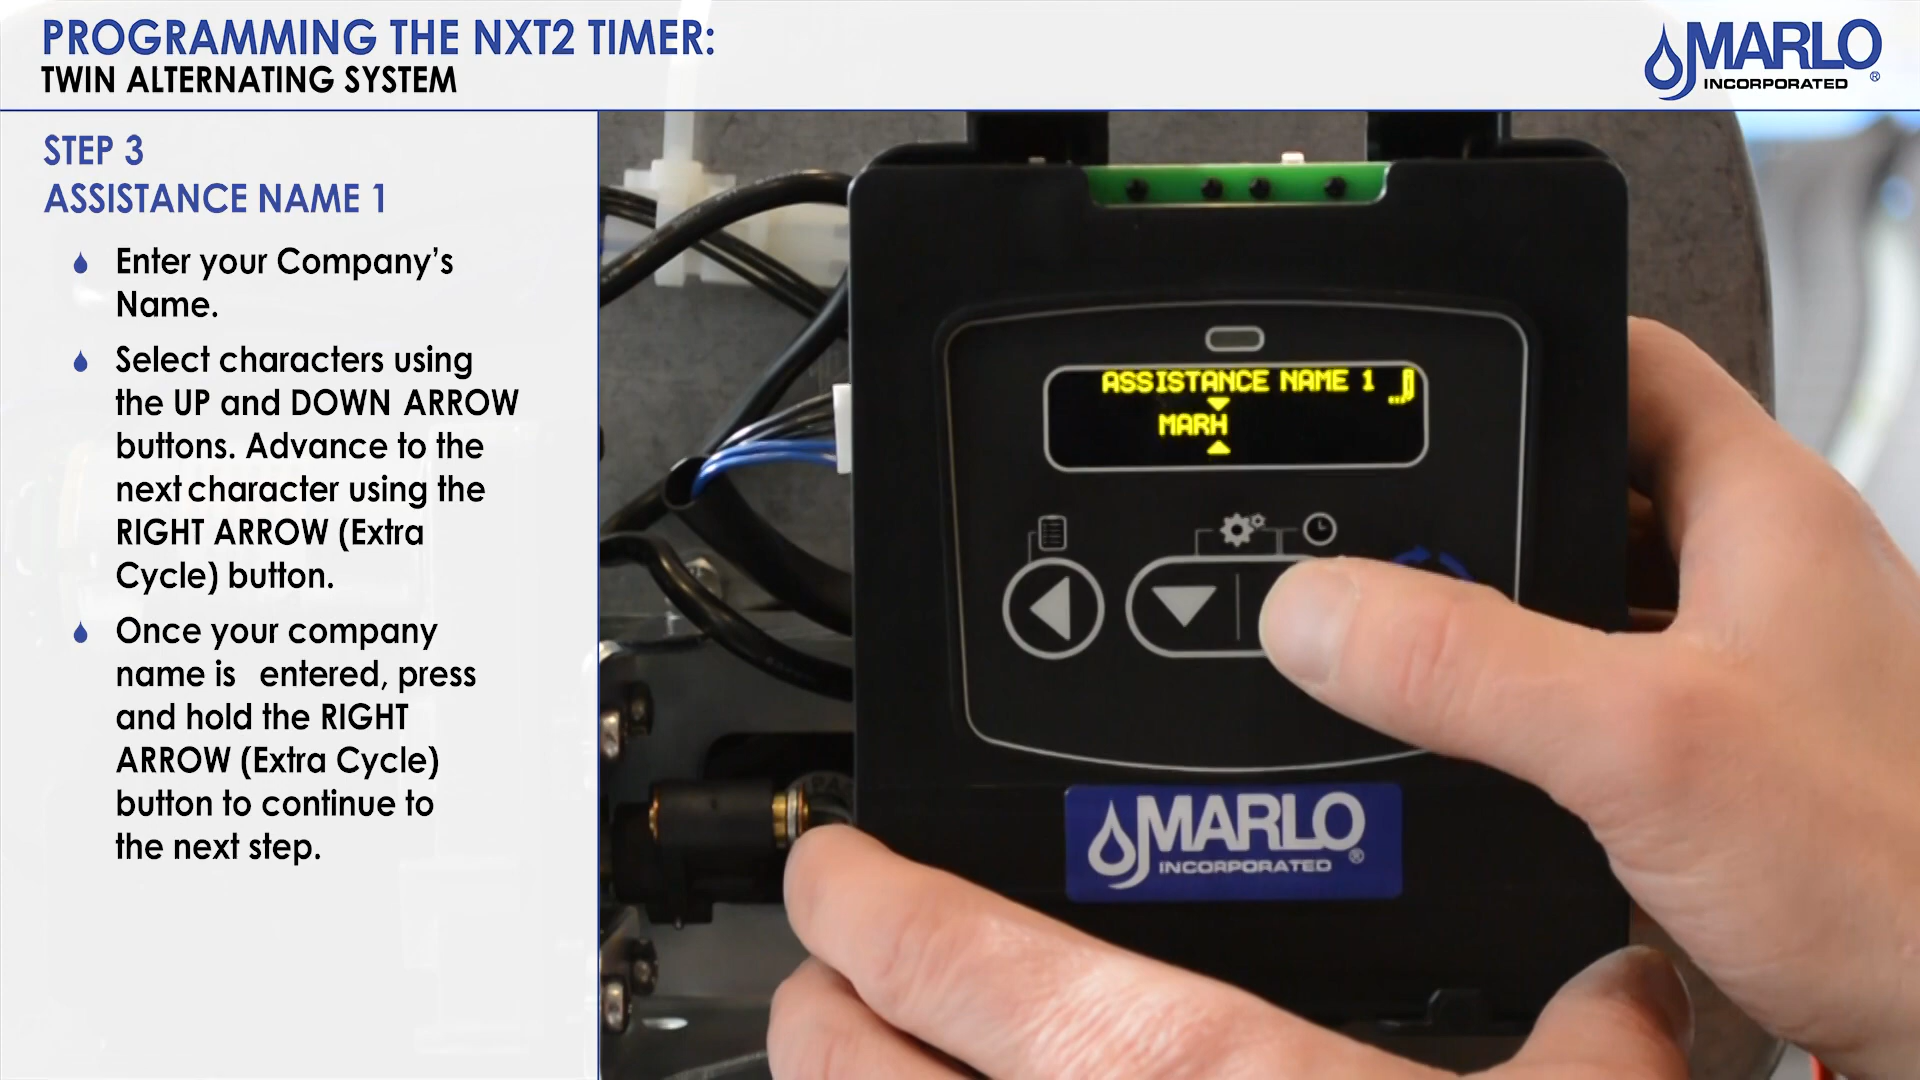 PROGRAMMING THE NXT2 TIMER:
TWIN ALTERNATING SYSTEM
MARLO
INCORPORATED ®
STEP 3
ASSISTANCE NAME 1
Enter your Company's
Name.
Select characters using
the UP and DOWN ARROW
buttons. Advance to the
next character using the
RIGHT ARROW (Extra
Cycle) button.
Once your company
name is entered, press
and hold the RIGHT
ARROW (Extra Cycle)
button to continue to
the next step.
ASSISTANCE NAME 1
MARH
MARLO
INCORPORATED ®